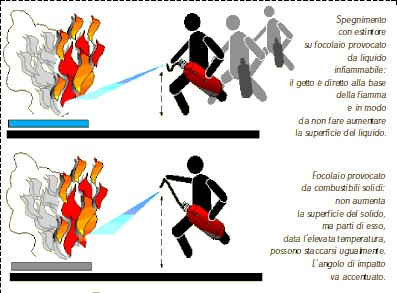 Spegnimento
con estintore
su focolaio provocato
da liquido
infiammabile:
il getto è diretto alla base
della fiamma
e in modo
da non fare aumentare
la superficie del liquido.
Focolaio provocato
da combustibili solidi:
non aumenta
la superficie del solido,
ma parti di esso,
data l'elevata temperatura,
possono staccarsi ugualmente.
L'angolo di impatto
va accentuato.